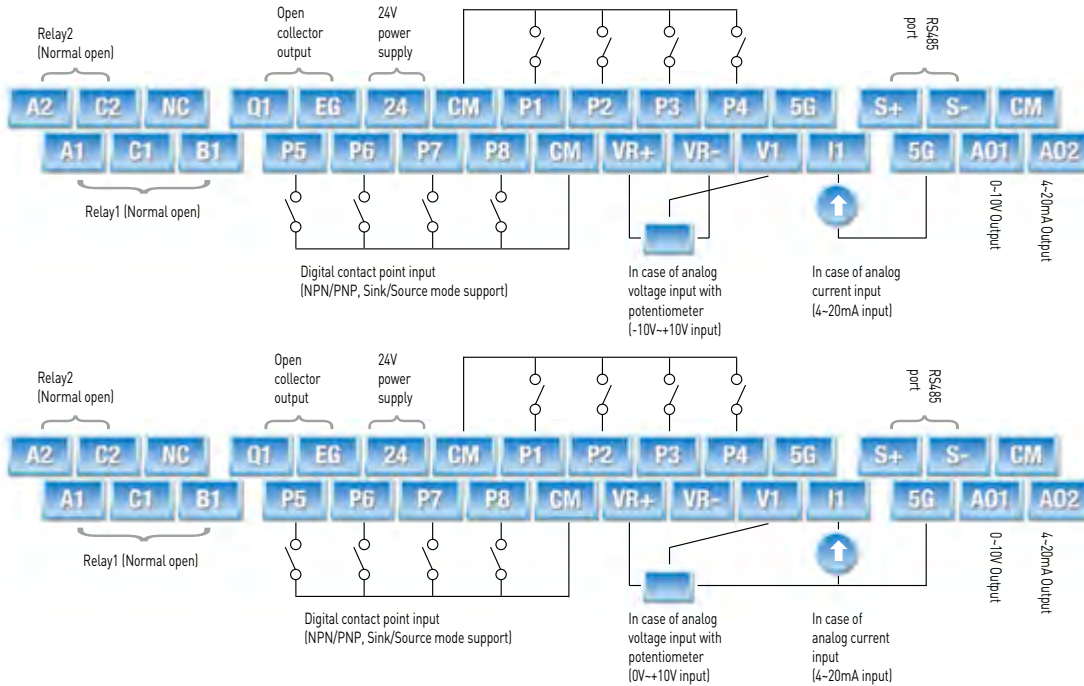 Relay2
(Normal open)
Open
collector
output
24V
power
supply
RS485
port
A2 C2 NC Q1 EG 24 CM P1 P2 P3 P4 5G S+ S- CM
A1 C1 B1 P5 P6 P7 P8 CM VR+ VR- V1 I1 5G AO1 AO2
Relay1 (Normal open)
0~10V Output
4~20mA Output
Digital contact point input
(NPN/PNP, Sink/Source mode support)
In case of analog
voltage input with
potentiometer
(-10V~+10V input)
In case of analog
current input
(4~20mA input)
Relay2
(Normal open)
Open
collector
output
24V
power
supply
RS485
port
A2 C2 NC Q1 EG 24 CM P1 P2 P3 P4 5G S+ S- CM
A1 C1 B1 P5 P6 P7 P8 CM VR+ VR- V1 I1 5G AO1 AO2
Relay1 (Normal open)
0~10V Output
4~20mA Output
Digital contact point input
(NPN/PNP, Sink/Source mode support)
In case of analog
voltage input with
potentiometer
(0V~+10V input)
In case of
analog current
input
(4~20mA input)